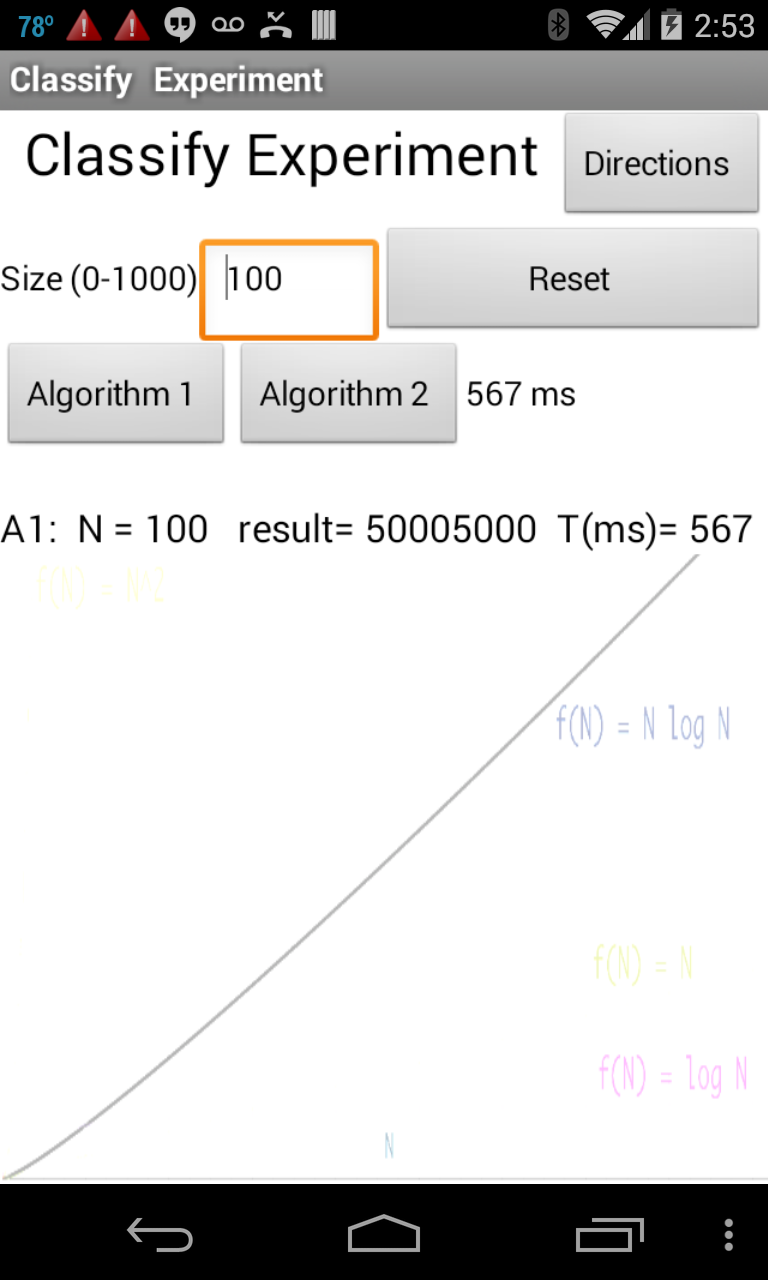 78° 2:53
Classify Experiment
Classify Experiment Directions
Size (0-1000) 100 Reset
Algorithm 1 Algorithm 2 567 ms
A1: N = 100 result= 50005000 T(ms)= 567
f(N) = N^2
f(N) = N log N
f(N) = N
f(N) = log N
N